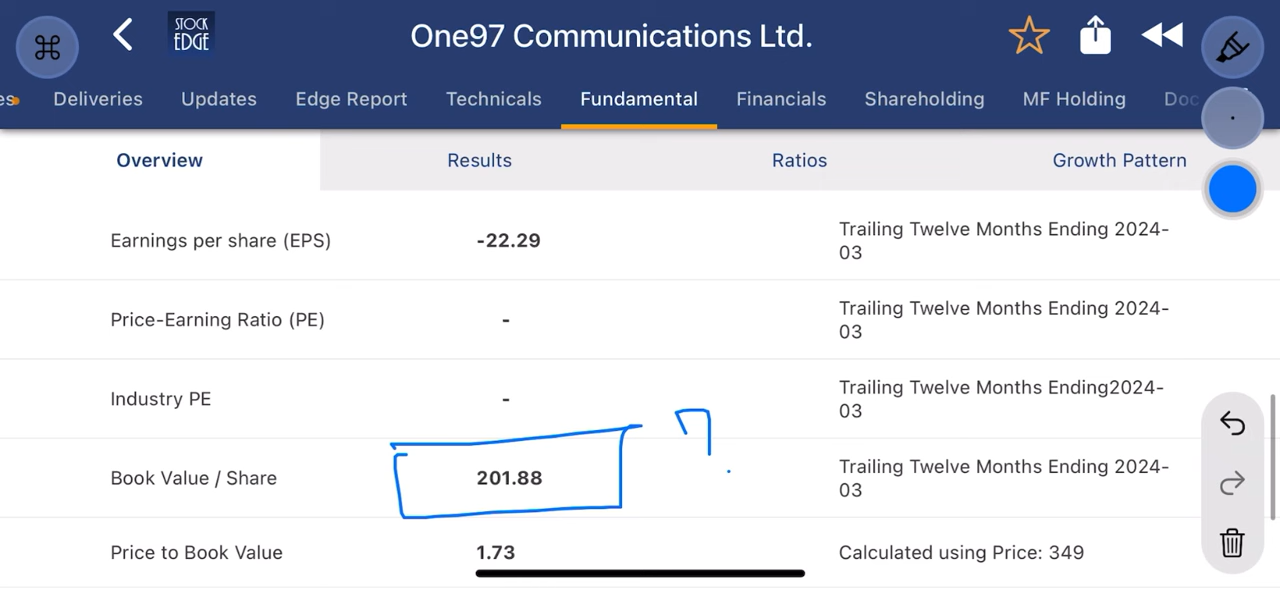 STOCK EDGE
One97 Communications Ltd.
es Deliveries Updates Edge Report Technicals Fundamental Financials Shareholding MF Holding Doc
Overview Results Ratios Growth Pattern
Earnings per share (EPS) -22.29 Trailing Twelve Months Ending 2024-
03
Price-Earning Ratio (PE) - Trailing Twelve Months Ending 2024-
03
Industry PE - Trailing Twelve Months Ending2024-
03
Book Value / Share 201.88 Trailing Twelve Months Ending 2024-
03
Price to Book Value 1.73 Calculated using Price: 349